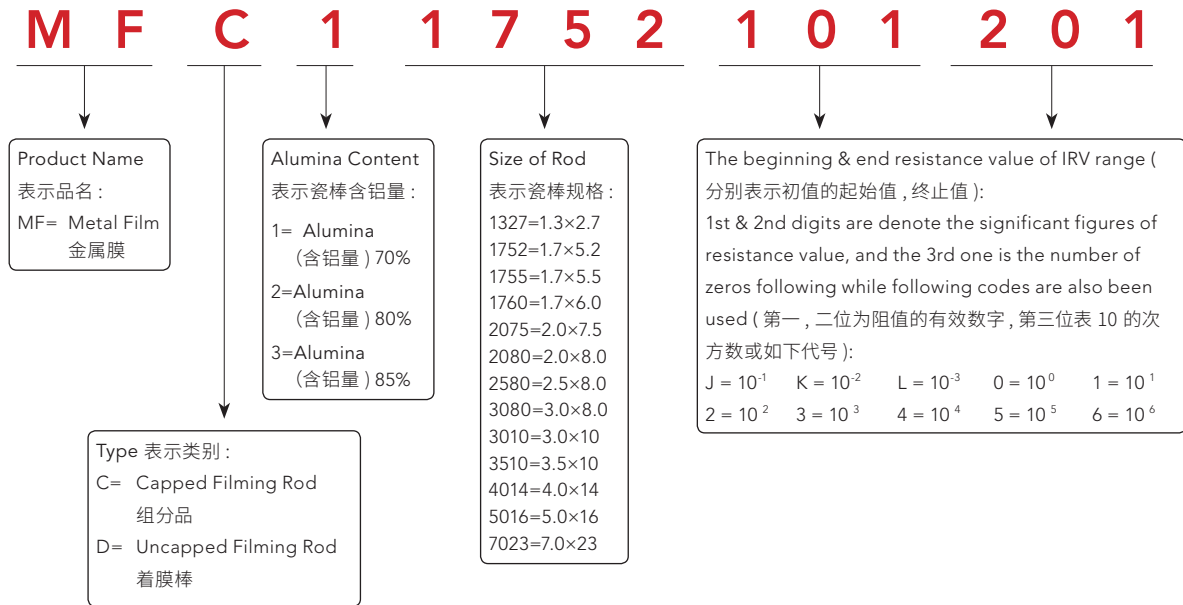 M F C 1 1 7 5 2 1 0 1 2 0 1
Product Name
表示品名 :
MF= Metal Film
金属膜
Alumina Content
表示瓷棒含铝量 :
1= Alumina
(含铝量 ) 70%
2=Alumina
(含铝量 ) 80%
3=Alumina
(含铝量 ) 85%
Size of Rod
表示瓷棒规格 :
1327=1.3×2.7
1752=1.7×5.2
1755=1.7×5.5
1760=1.7×6.0
2075=2.0×7.5
2080=2.0×8.0
2580=2.5×8.0
3080=3.0×8.0
3010=3.0×10
3510=3.5×10
4014=4.0×14
5016=5.0×16
7023=7.0×23
The beginning & end resistance value of IRV range (
分别表示初值的起始值 , 终止值 ):
1st & 2nd digits are denote the significant figures of
resistance value, and the 3rd one is the number of
zeros following while following codes are also been
used ( 第一 , 二位为阻值的有效数字 , 第三位表 10 的次
方数或如下代号 ):
J = 10⁻¹ K = 10⁻² L = 10⁻³ 0 = 10⁰ 1 = 10¹
2 = 10² 3 = 10³ 4 = 10⁴ 5 = 10⁵ 6 = 10⁶
Type 表示类别 :
C= Capped Filming Rod
组分品
D= Uncapped Filming Rod
着膜棒